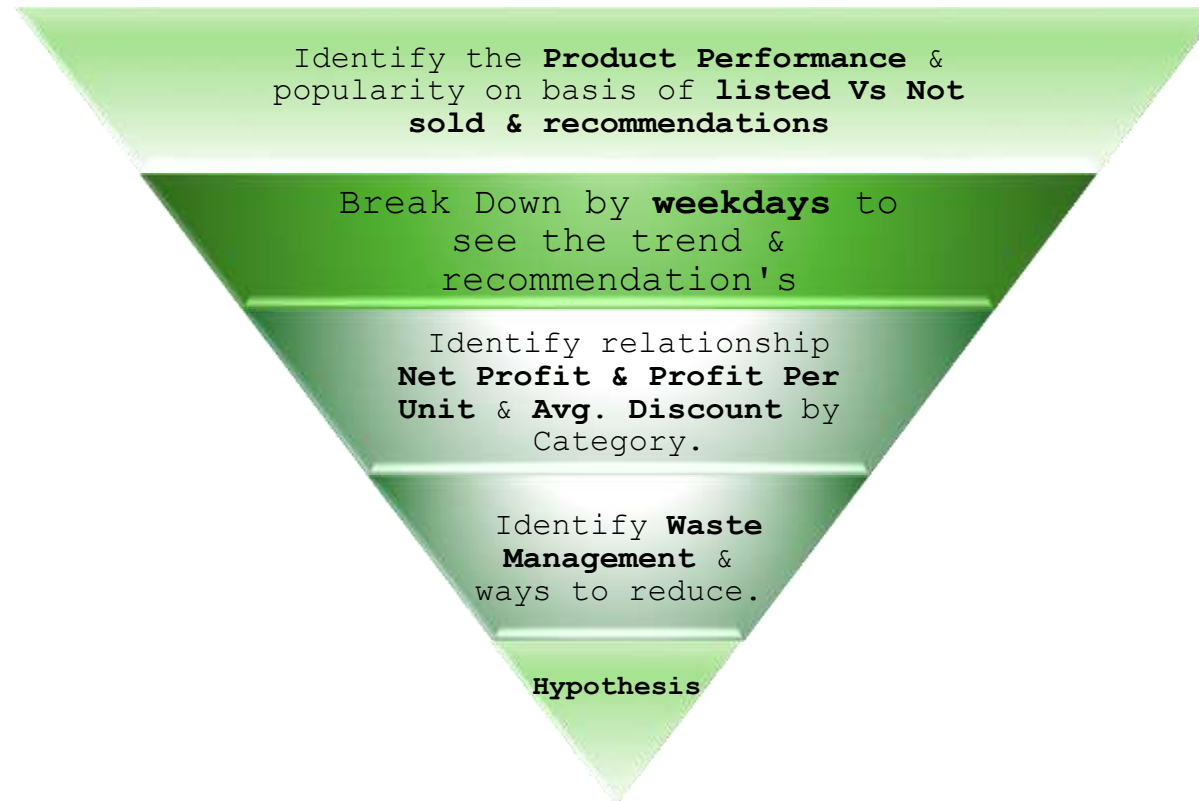 Identify the Product Performance &
popularity on basis of listed Vs Not
sold & recommendations
Break Down by weekdays to
see the trend &
recommendation's
Identify relationship
Net Profit & Profit Per
Unit & Avg. Discount by
Category.
Identify Waste
Management &
ways to reduce.
Hypothesis